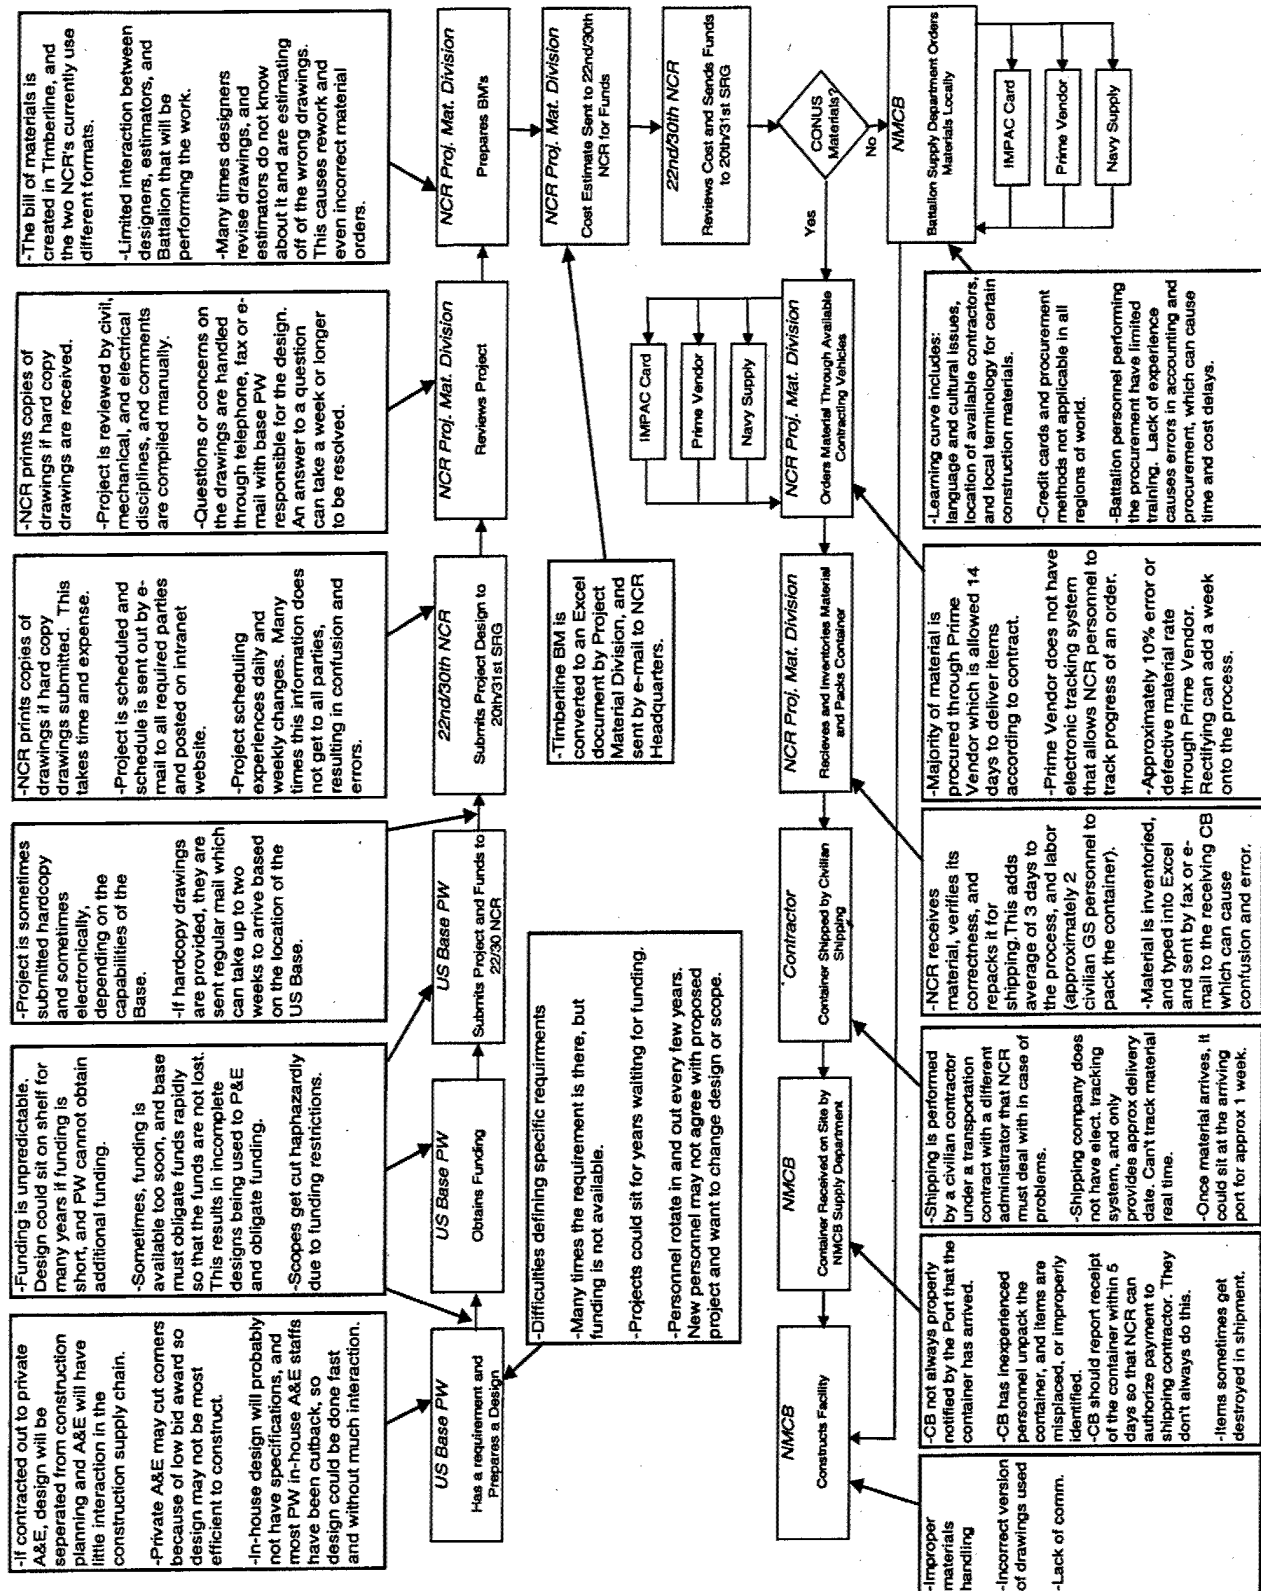 -If contracted out to private
A&E, design will be
seperated from construction
planning and A&E will have
little interaction in the
construction supply chain.
-Private A&E may cut corners
because of low bid award so
design may not be most
efficient to construct.
-In-house design will probably
not have specifications, and
most PW in-house A&E staffs
have been cutback, so
design could be done fast
and without much interaction.
-Funding is unpredictable.
Design could sit on shelf for
many years if funding is
short, and PW cannot obtain
additional funding.
-Sometimes, funding is
available too soon, and base
must obligate funds rapidly
so that the funds are not lost.
This results in incomplete
designs being used to P&E
and obligate funding.
-Scopes get cut haphazardly
due to funding restrictions.
-Project is sometimes
submitted hardcopy
and sometimes
electronically,
depending on the
capabilities of the
Base.
-If hardcopy drawings
are provided, they are
sent regular mail which
can take up to two
weeks to arrive based
on the location of the
US Base.
-NCR prints copies of
drawings if hard copy
drawings submitted. This
takes time and expense.
-Project is scheduled and
schedule is sent out by e-
mail to all required parties
and posted on intranet
website.
-Project scheduling
experiences daily and
weekly changes. Many
times this information does
not get to all parties,
resulting in confusion and
errors.
-NCR prints copies of
drawings if hard copy
drawings are received.
-Project is reviewed by civil,
mechanical, and electrical
disciplines, and comments
are compiled manually.
-Questions or concerns on
the drawings are handled
through telephone, fax or e-
mail with base PW
responsible for the design.
An answer to a question
can take a week or longer
to be resolved.
-The bill of materials is
created in Timberline, and
the two NCR's currently use
different formats.
-Limited interaction between
designers, estimators, and
Battalion that will be
performing the work.
-Many times designers
revise drawings, and
estimators do not know
about it and are estimating
off of the wrong drawings.
This causes rework and
even incorrect material
orders.
US Base PW
Has a requirement and
Prepares a Design
US Base PW
Obtains Funding
US Base PW
Submits Project and Funds to
22/30 NCR
22nd/30th NCR
Submits Project Design to
20th/31st SRG
NCR Proj. Mat. Division
Reviews Project
NCR Proj. Mat. Division
Prepares BM's
-Difficulties defining specific requirments
-Many times the requirement is there, but
funding is not available.
-Projects could sit for years waititng for funding.
-Personnel rotate in and out every few years.
New personnel may not agree with proposed
project and want to change design or scope.
-Timberline BM is
converted to an Excel
document by Project
Material Division, and
sent by e-mail to NCR
Headquarters.
NCR Proj. Mat. Division
Cost Estimate Sent to 22nd/30th
NCR for Funds
22nd/30th NCR
Reviews Cost and Sends Funds
to 20th/31st SRG
CONUS
Materials?
Yes
No
IMPAC Card
Prime Vendor
Navy Supply
NMCB
Constructs Facility
NMCB
Container Received on Site by
NMCB Supply Department
Contractor
Container Shipped by Civilian
Shipping
NCR Proj. Mat. Division
Recieves and Inventories Material
and Packs Container
NCR Proj. Mat. Division
Orders Material Through Available
Contracting Vehicles
NMCB
Battalion Supply Department Orders
Materials Locally
IMPAC Card
Prime Vendor
Navy Supply
-Improper
materials
handling
-Incorrect version
of drawings used
-Lack of comm.
-CB not always properly
notified by the Port that the
container has arrived.
-CB has inexperienced
personnel unpack the
container, and items are
misplaced, or improperly
identified.
-CB should report receipt
of the container within 5
days so that NCR can
authorize payment to
shipping contractor. They
don't always do this.
-Items sometimes get
destroyed in shipment.
-Shipping is performed
by a civilian contractor
under a transportation
contract with a different
administrator that NCR
must deal with in case of
problems.
-Shipping company does
not have elect. tracking
system, and only
provides approx delivery
date. Can't track material
real time.
-Once material arrives, it
could sit at the arriving
port for approx 1 week.
-NCR receives
material, verifies its
correctness, and
repacks it for
shipping.This adds
average of 3 days to
the process, and labor
(approximately 2
civilian GS personnel to
pack the container).
-Material is inventoried,
and typed into Excel
and sent by fax or e-
mail to the receiving CB
which can cause
confusion and error.
-Majority of material is
procured through Prime
Vendor which is allowed 14
days to deliver items
according to contract.
-Prime Vendor does not have
electronic tracking system
that allows NCR personnel to
track progress of an order.
-Approximately 10% error or
defective material rate
through Prime Vendor.
Rectifying can add a week
onto the process.
-Learning curve includes:
language and cultural issues,
location of available contractors,
and local terminology for certain
construction materials.
-Credit cards and procurement
methods not applicable in all
regions of world.
-Battalion personnel performing
the procurement have limited
training. Lack of experience
causes errors in accounting and
procurement, which can cause
time and cost delays.